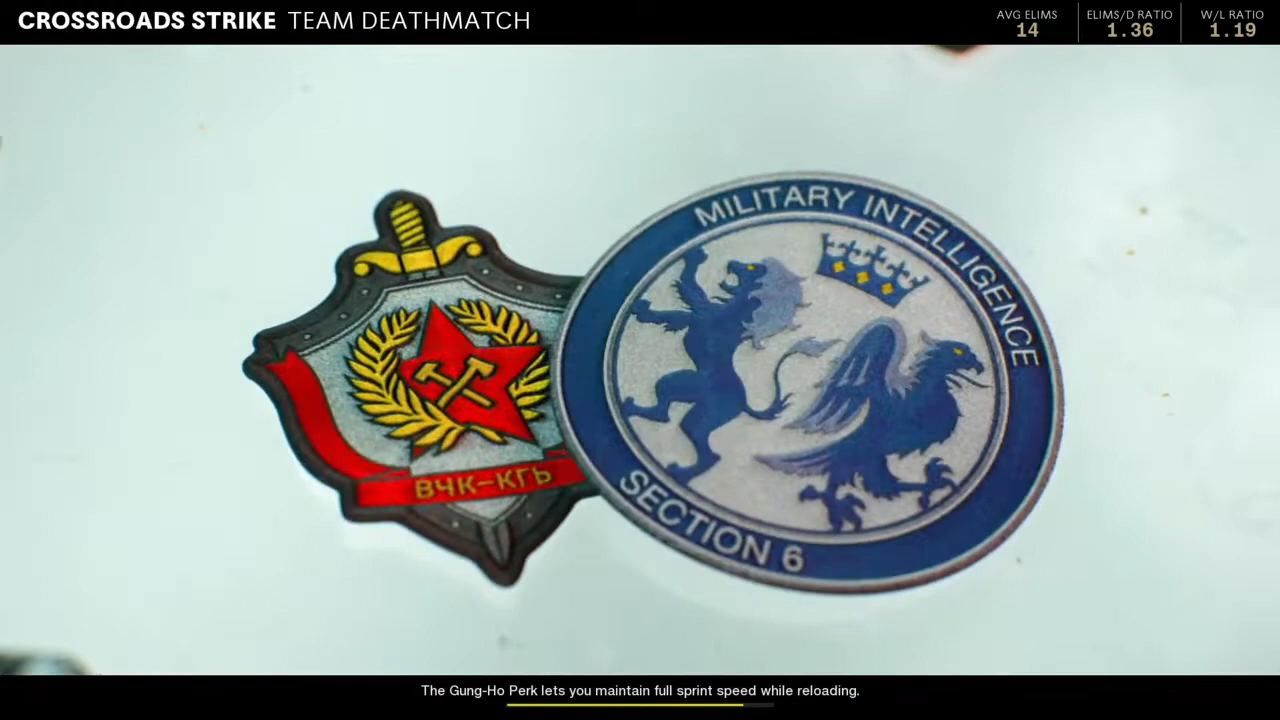 CROSSROADS STRIKE TEAM DEATHMATCH
AVG ELIMS
14
ELIMS/D RATIO
1.36
W/L RATIO
1.19
MILITARY INTELLIGENCE
SECTION 6
ВЧК–КГЬ
The Gung-Ho Perk lets you maintain full sprint speed while reloading.